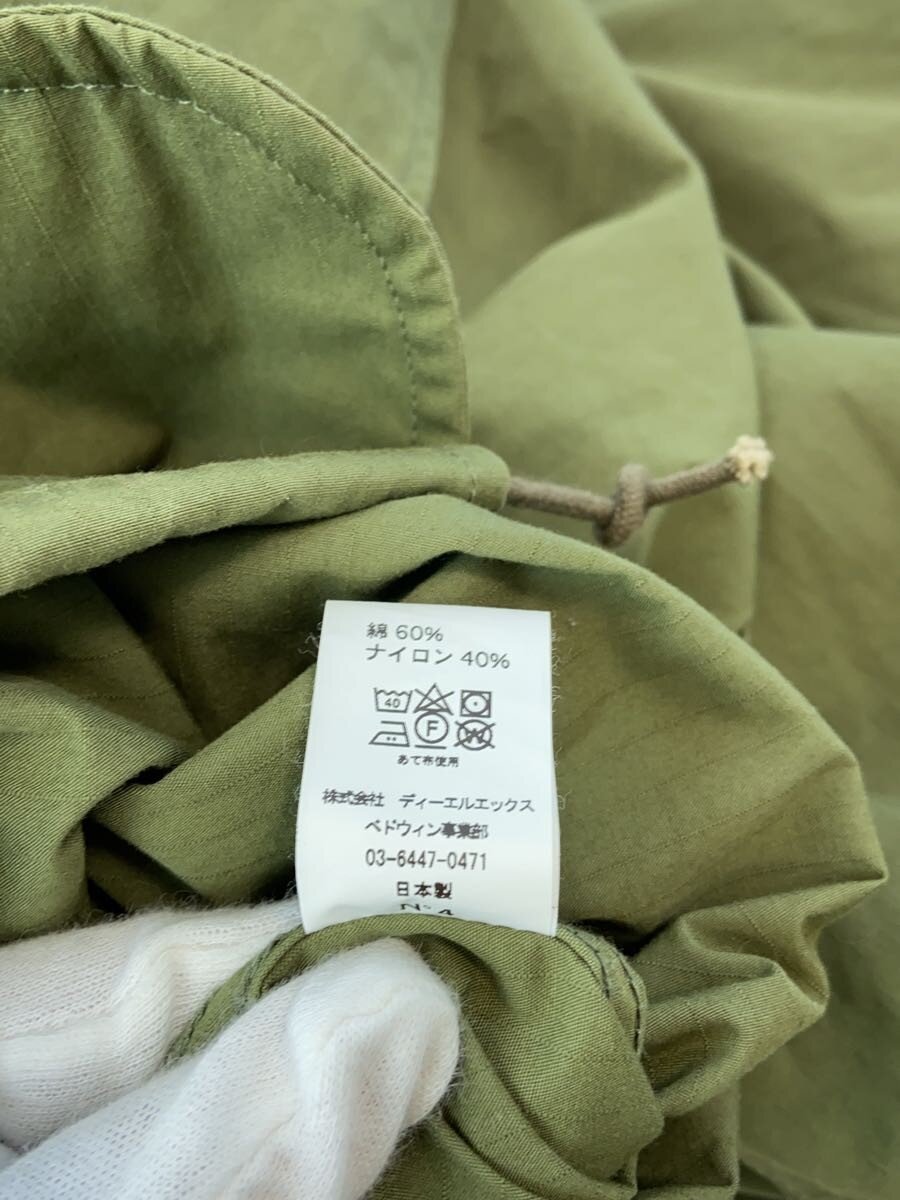 綿 60%
ナイロン 40%
40
F W
あて布使用
株式会社 ディーエルエックス
ベドウィン事業部
03-6447-0471
日本製